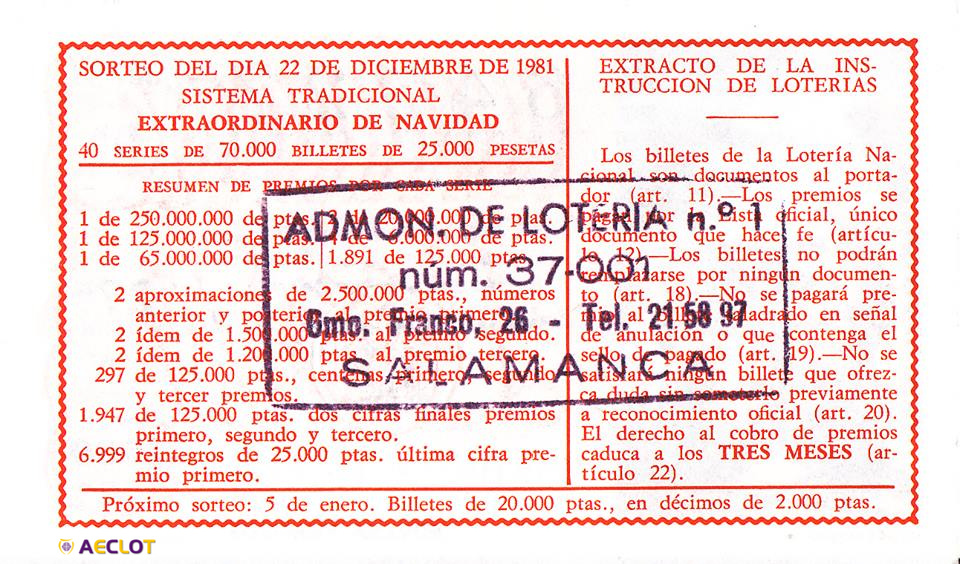 SORTEO DEL DIA 22 DE DICIEMBRE DE 1981
SISTEMA TRADICIONAL
EXTRAORDINARIO DE NAVIDAD
40 SERIES DE 70.000 BILLETES DE 25.000 PESETAS
RESUMEN DE PREMIOS POR CADA SERIE
1 de 250.000.000 de ptas. de 20.000.000 de ptas.
1 de 125.000.000 de ptas. de ptas.
1 de 65.000.000 de ptas. 1.891 de 125.000 ptas.
2 aproximaciones de 2.500.000 ptas., números
anterior y posterior al premio primero.
2 ídem de 1.500.000 ptas. al premio segundo.
2 ídem de 1.200.000 ptas. al premio tercero.
297 de 125.000 ptas., centenas primero, segundo
y tercer premios.
1.947 de 125.000 ptas. dos cifras finales premios
primero, segundo y tercero.
6.999 reintegros de 25.000 ptas. última cifra pre-
mio primero.
EXTRACTO DE LA INS-
TRUCCION DE LOTERIAS
Los billetes de la Lotería Na-
cional son documentos al porta-
dor (art. 11).—Los premios se
pagan por la Lista oficial, único
documento que hace fe (artícu-
lo 12).—Los billetes no podrán
remplazarse por ningún documen-
to (art. 18).—No se pagará pre-
mio al billete taladrado en señal
de anulación o que contenga el
sello de pagado (art. 19).—No se
satisfará ningún billete que ofrez-
ca duda sin someterlo previamente
a reconocimiento oficial (art. 20).
El derecho al cobro de premios
caduca a los TRES MESES (ar-
tículo 22).
ADMON. DE LOTERIA n.º 1
núm. 37-001
Gmo. Franco, 26 - Tel. 21 58 97
SALAMANCA
Próximo sorteo: 5 de enero. Billetes de 20.000 ptas., en décimos de 2.000 ptas.
AECLOT